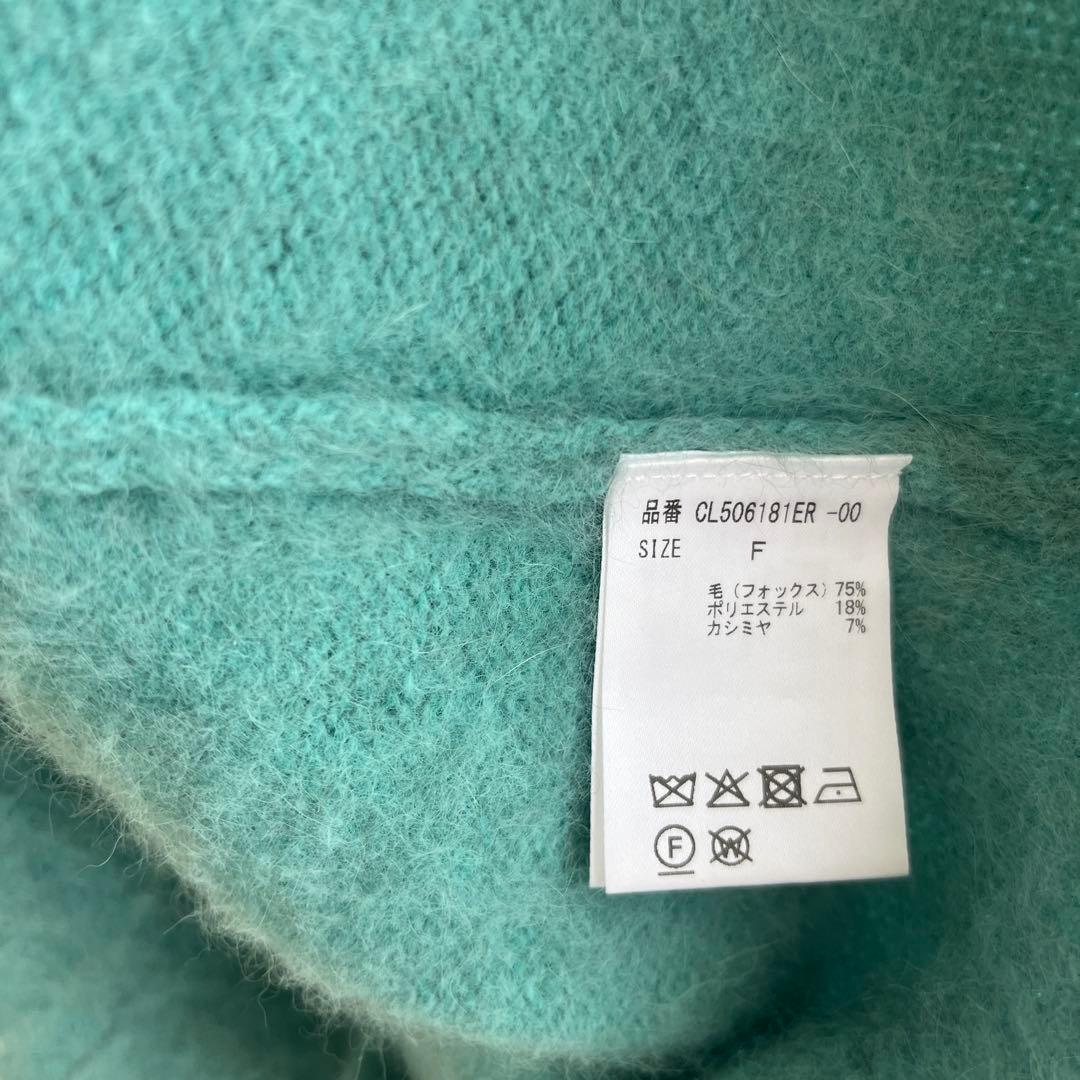 品番 CL506181ER -00
SIZE F
毛(フォックス) 75%
ポリエステル 18%
カシミヤ 7%
F W